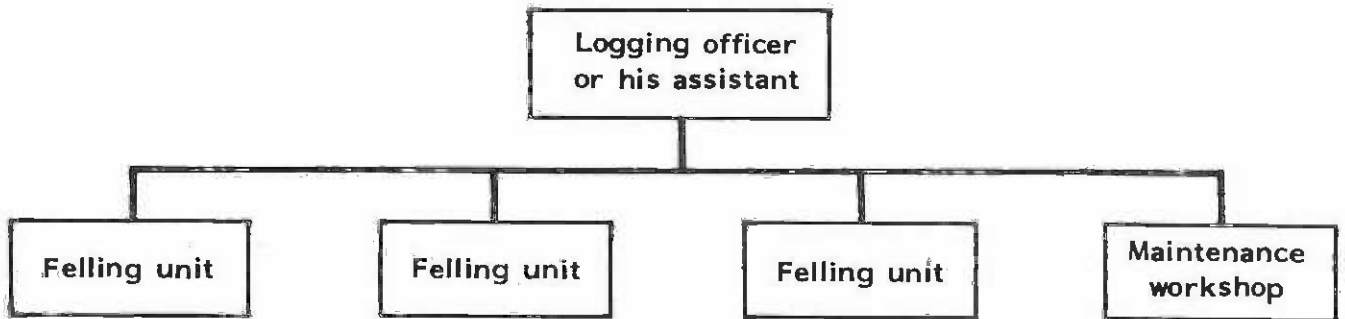 Logging officer
or his assistant
Felling unit
Felling unit
Felling unit
Maintenance
workshop